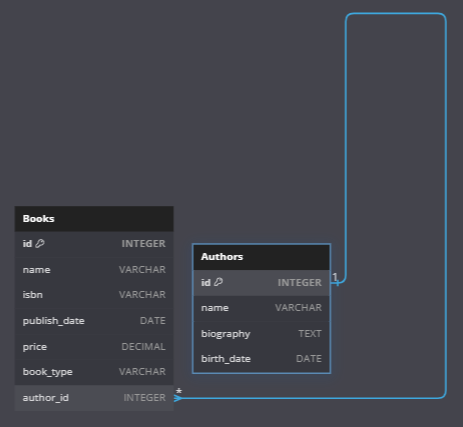 Books
id INTEGER
name VARCHAR
isbn VARCHAR
publish_date DATE
price DECIMAL
book_type VARCHAR
author_id INTEGER
*
Authors
id INTEGER
1
name VARCHAR
biography TEXT
birth_date DATE